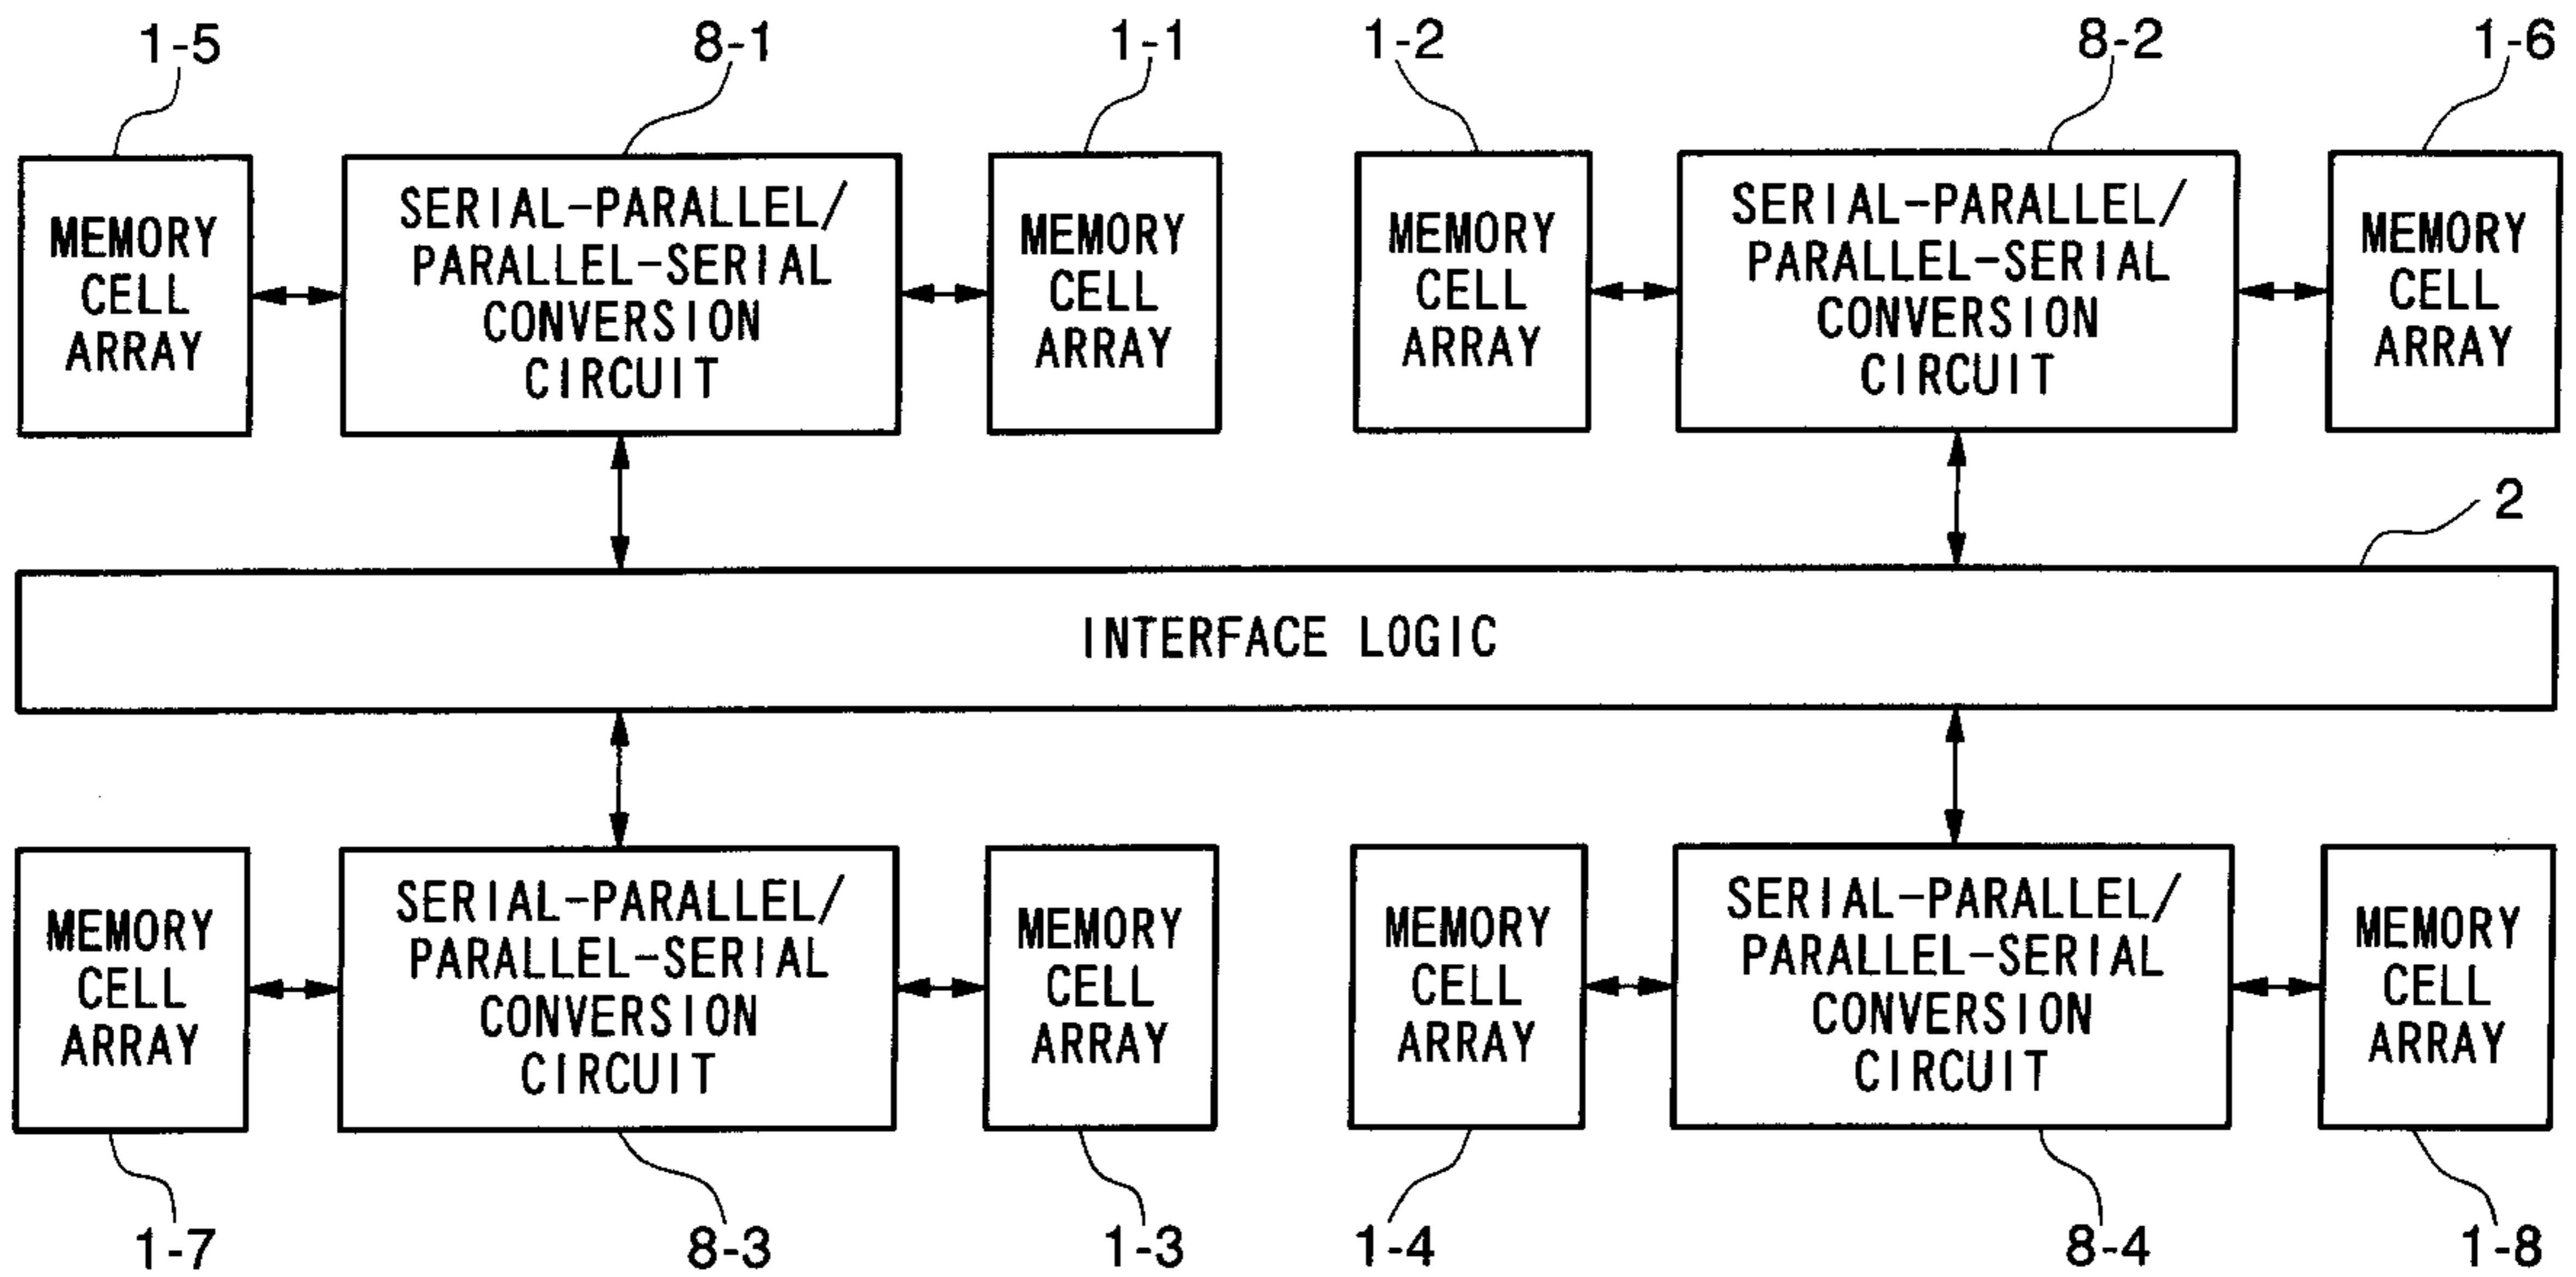 1-5
8-1
1-1
1-2
8-2
1-6
MEMORY
CELL
ARRAY
SERIAL-PARALLEL/
PARALLEL-SERIAL
CONVERSION
CIRCUIT
MEMORY
CELL
ARRAY
MEMORY
CELL
ARRAY
SERIAL-PARALLEL/
PARALLEL-SERIAL
CONVERSION
CIRCUIT
MEMORY
CELL
ARRAY
2
INTERFACE LOGIC
MEMORY
CELL
ARRAY
SERIAL-PARALLEL/
PARALLEL-SERIAL
CONVERSION
CIRCUIT
MEMORY
CELL
ARRAY
MEMORY
CELL
ARRAY
SERIAL-PARALLEL/
PARALLEL-SERIAL
CONVERSION
CIRCUIT
MEMORY
CELL
ARRAY
1-7
8-3
1-3
1-4
8-4
1-8